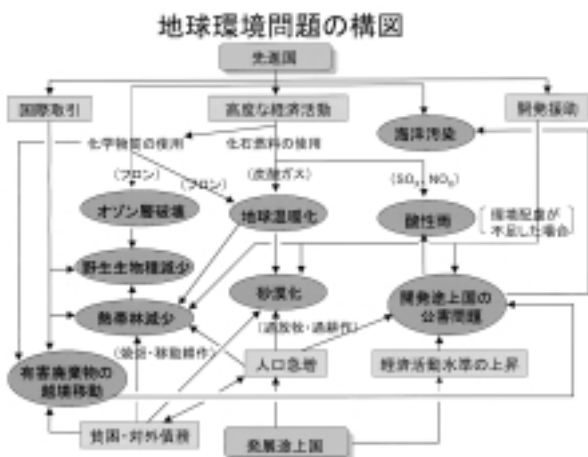 地球環境問題の構図
先進国
国際取引
高度な経済活動
開発援助
海洋汚染
化学物質の使用
化石燃料の使用
(フロン)
(フロン)
(炭酸ガス)
(SOx, NOx)
オゾン層破壊
地球温暖化
酸性雨
環境配慮が
不足した場合
野生生物種減少
砂漠化
熱帯林減少
開発途上国の
公害問題
(過放牧・過耕作)
(焼畑・移動耕作)
有害廃棄物の
越境移動
人口急増
経済活動水準の上昇
貧困・対外債務
発展途上国